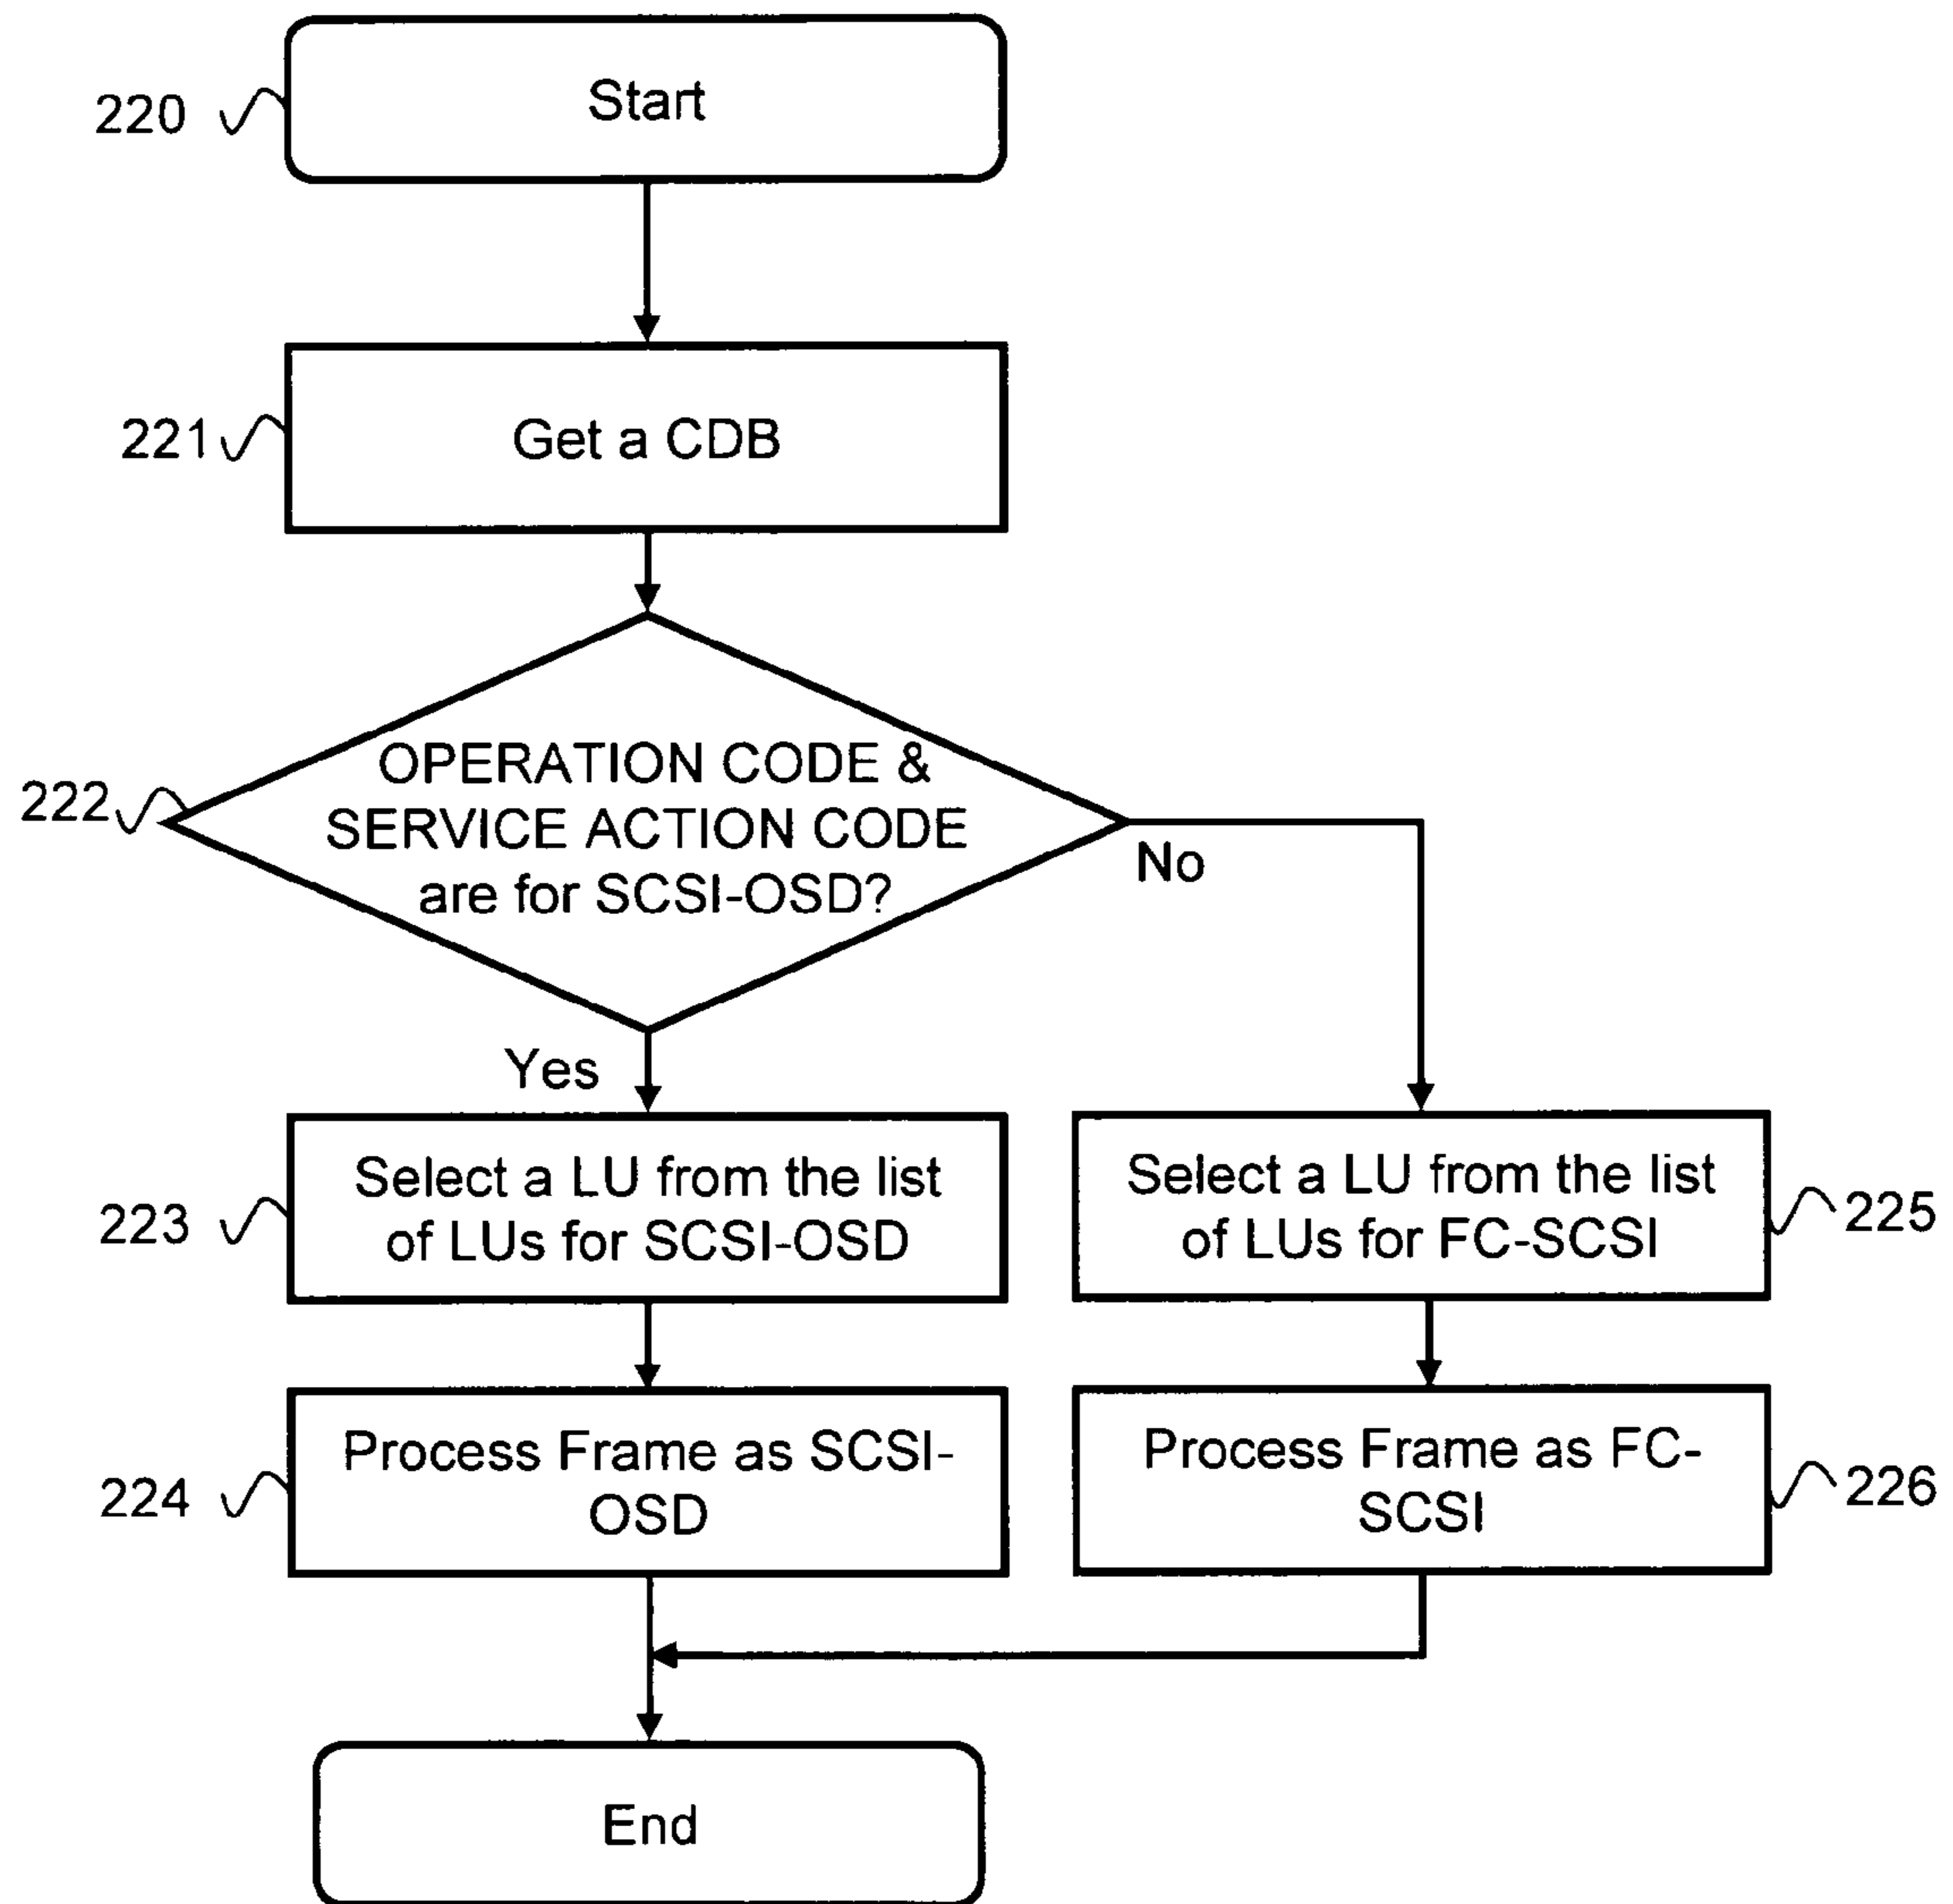 220
Start
221
Get a CDB
222
OPERATION CODE &
SERVICE ACTION CODE
are for SCSI-OSD?
No
Yes
223
Select a LU from the list
of LUs for SCSI-OSD
Select a LU from the list
of LUs for FC-SCSI
225
224
Process Frame as SCSI-
OSD
Process Frame as FC-
SCSI
226
End